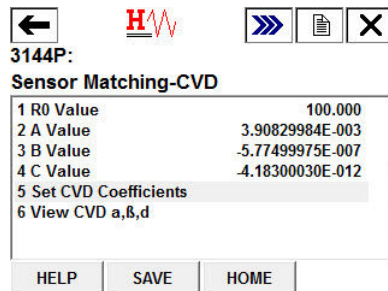 H
3144P:
Sensor Matching-CVD
1 R0 Value 100.000
2 A Value 3.90829984E-003
3 B Value -5.77499975E-007
4 C Value -4.18300030E-012
5 Set CVD Coefficients
6 View CVD a,ß,d
HELP SAVE HOME